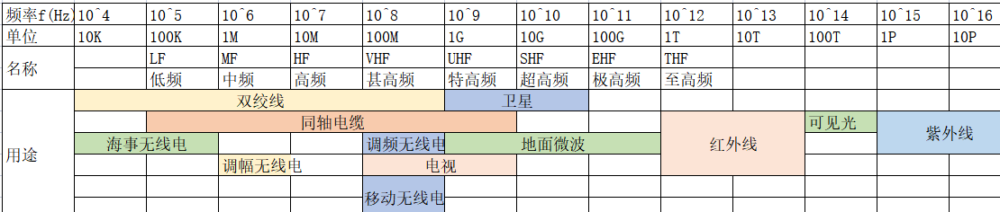 频率f(Hz) 10^4 10^5 10^6 10^7 10^8 10^9 10^10 10^11 10^12 10^13 10^14 10^15 10^16
单位 10K 100K 1M 10M 100M 1G 10G 100G 1T 10T 100T 1P 10P
名称 LF MF HF VHF UHF SHF EHF THF
低频 中频 高频 甚高频 特高频 超高频 极高频 至高频
用途 双绞线 卫星
同轴电缆 红外线 可见光 紫外线
海事无线电 调频无线电 地面微波
调幅无线电 电视
移动无线电